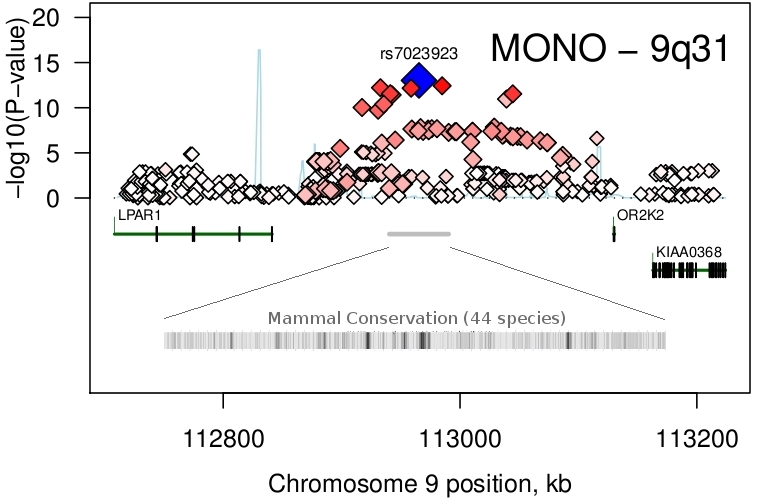 MONO – 9q31
rs7023923
−log10(P−value)
20
15
10
5
0
LPAR1
OR2K2
KIAA0368
Mammal Conservation (44 species)
112800
113000
113200
Chromosome 9 position, kb